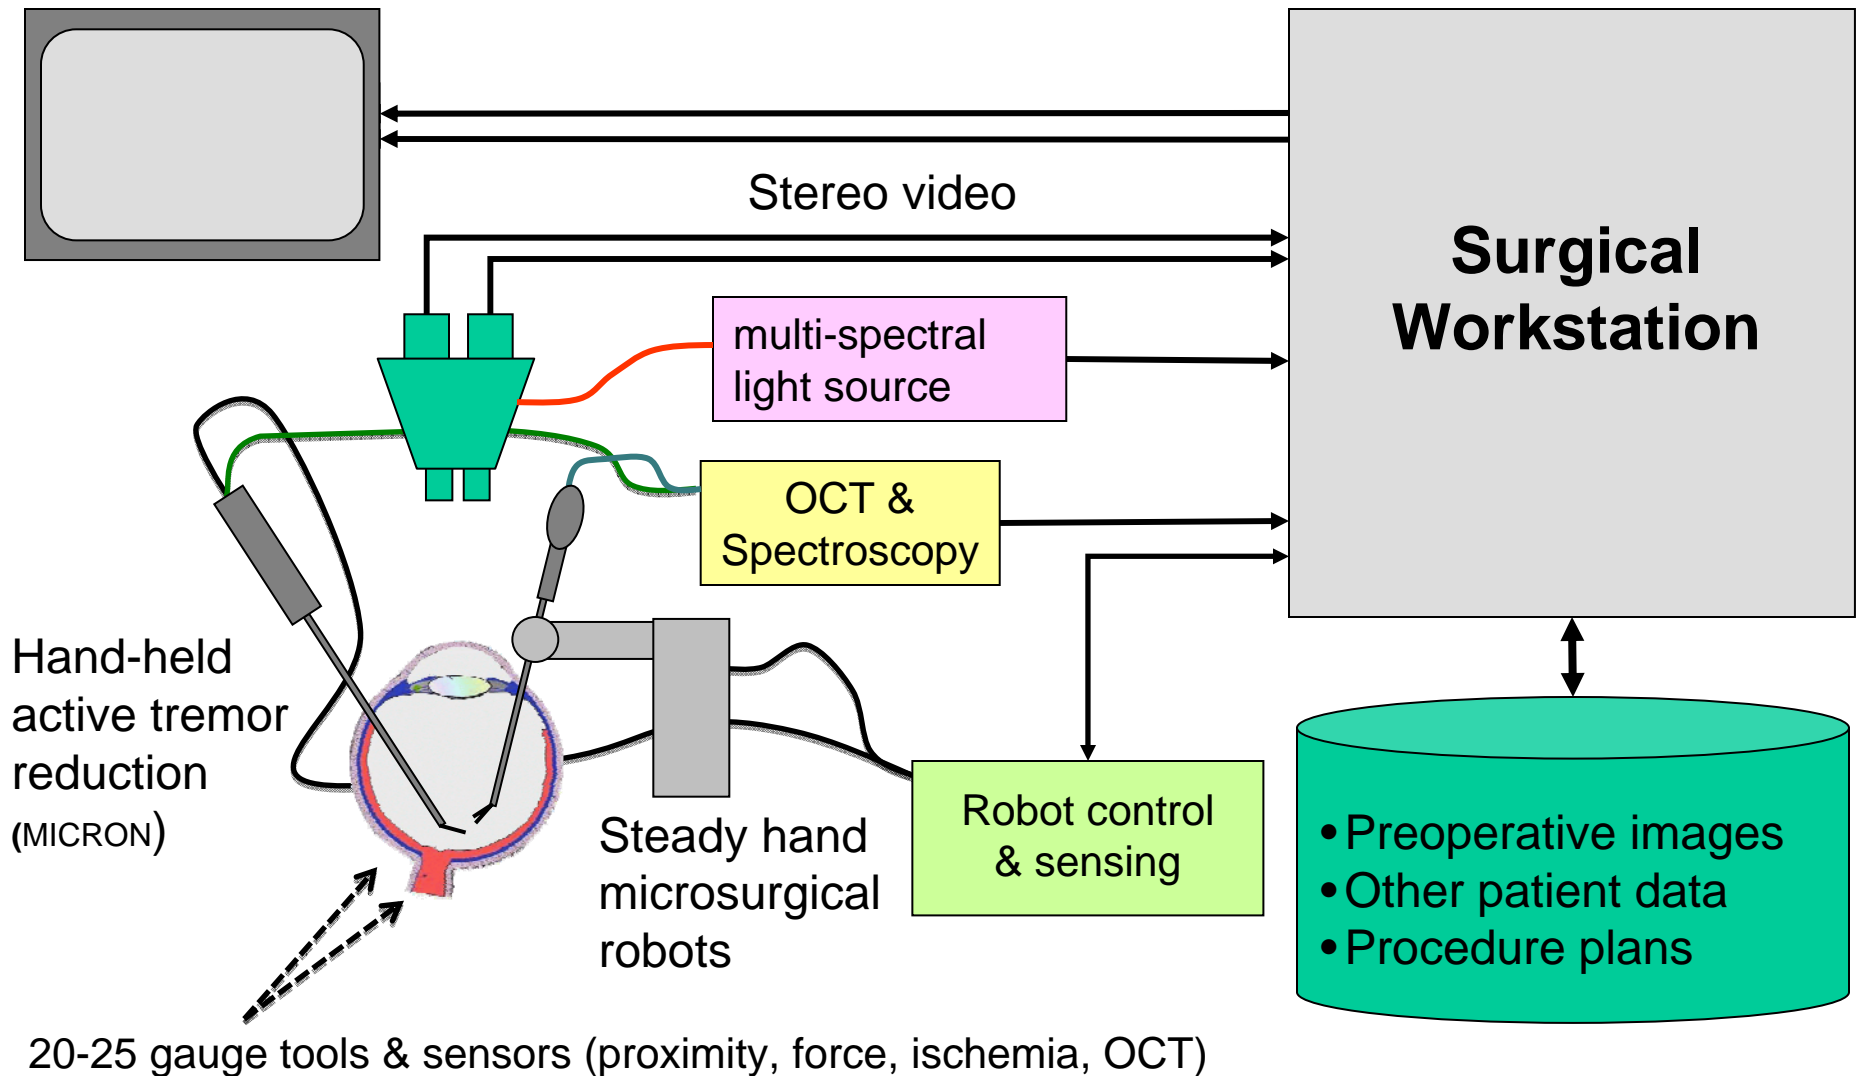 Stereo video
Surgical
Workstation
multi-spectral
light source
OCT &
Spectroscopy
Hand-held
active tremor
reduction
(MICRON)
Steady hand
microsurgical
robots
Robot control
& sensing
•Preoperative images
•Other patient data
•Procedure plans
20-25 gauge tools & sensors (proximity, force, ischemia, OCT)